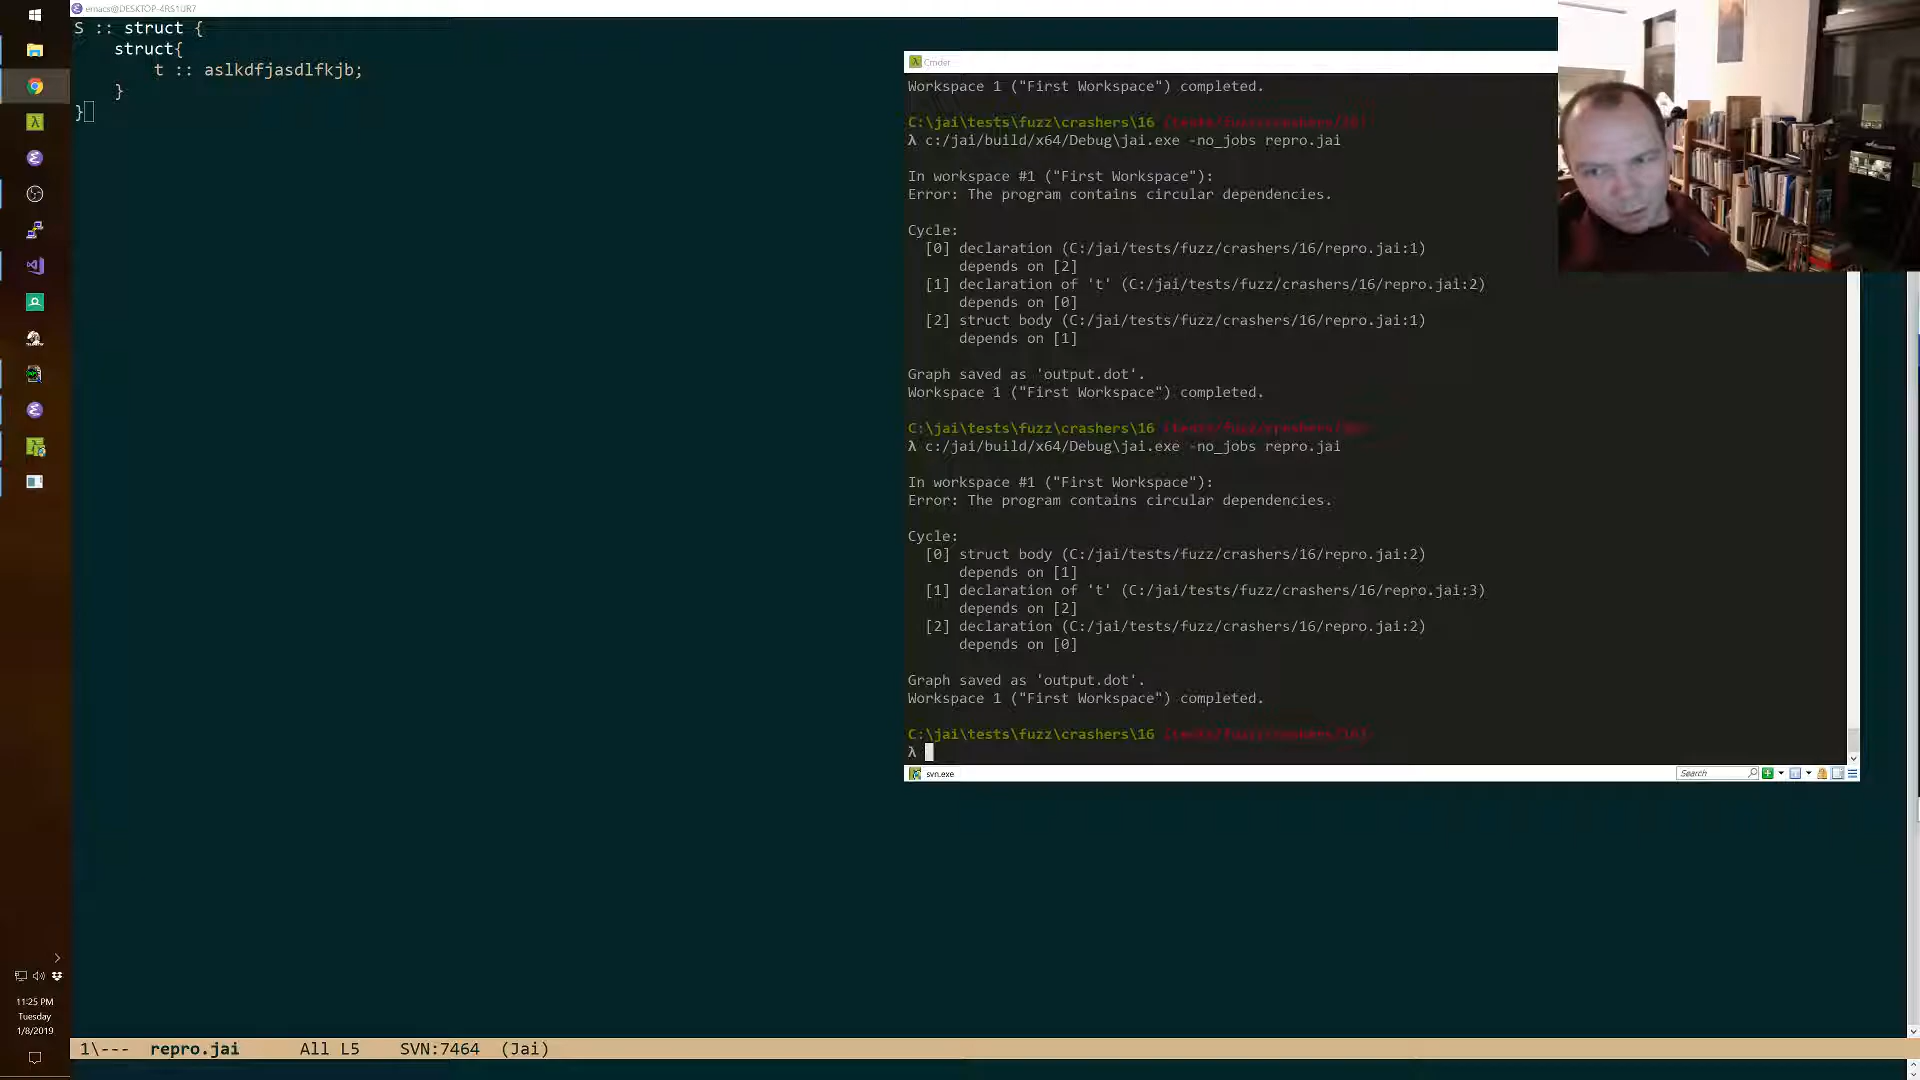 emacs@DESKTOP-4RS1UR7
S :: struct {
struct{
t :: aslkdfjasdlfkjb;
}
}
Cmder
Workspace 1 ("First Workspace") completed.
C:\jai\tests\fuzz\crashers\16
λ c:/jai/build/x64/Debug\jai.exe -no_jobs repro.jai
In workspace #1 ("First Workspace"):
Error: The program contains circular dependencies.
Cycle:
[0] declaration (C:/jai/tests/fuzz/crashers/16/repro.jai:1)
depends on [2]
[1] declaration of 't' (C:/jai/tests/fuzz/crashers/16/repro.jai:2)
depends on [0]
[2] struct body (C:/jai/tests/fuzz/crashers/16/repro.jai:1)
depends on [1]
Graph saved as 'output.dot'.
Workspace 1 ("First Workspace") completed.
C:\jai\tests\fuzz\crashers\16
λ c:/jai/build/x64/Debug\jai.exe -no_jobs repro.jai
In workspace #1 ("First Workspace"):
Error: The program contains circular dependencies.
Cycle:
[0] struct body (C:/jai/tests/fuzz/crashers/16/repro.jai:2)
depends on [1]
[1] declaration of 't' (C:/jai/tests/fuzz/crashers/16/repro.jai:3)
depends on [2]
[2] declaration (C:/jai/tests/fuzz/crashers/16/repro.jai:2)
depends on [0]
Graph saved as 'output.dot'.
Workspace 1 ("First Workspace") completed.
C:\jai\tests\fuzz\crashers\16
λ
svn.exe
Search
11:25 PM
Tuesday
1/8/2019
1\--- repro.jai All L5 SVN:7464 (Jai)